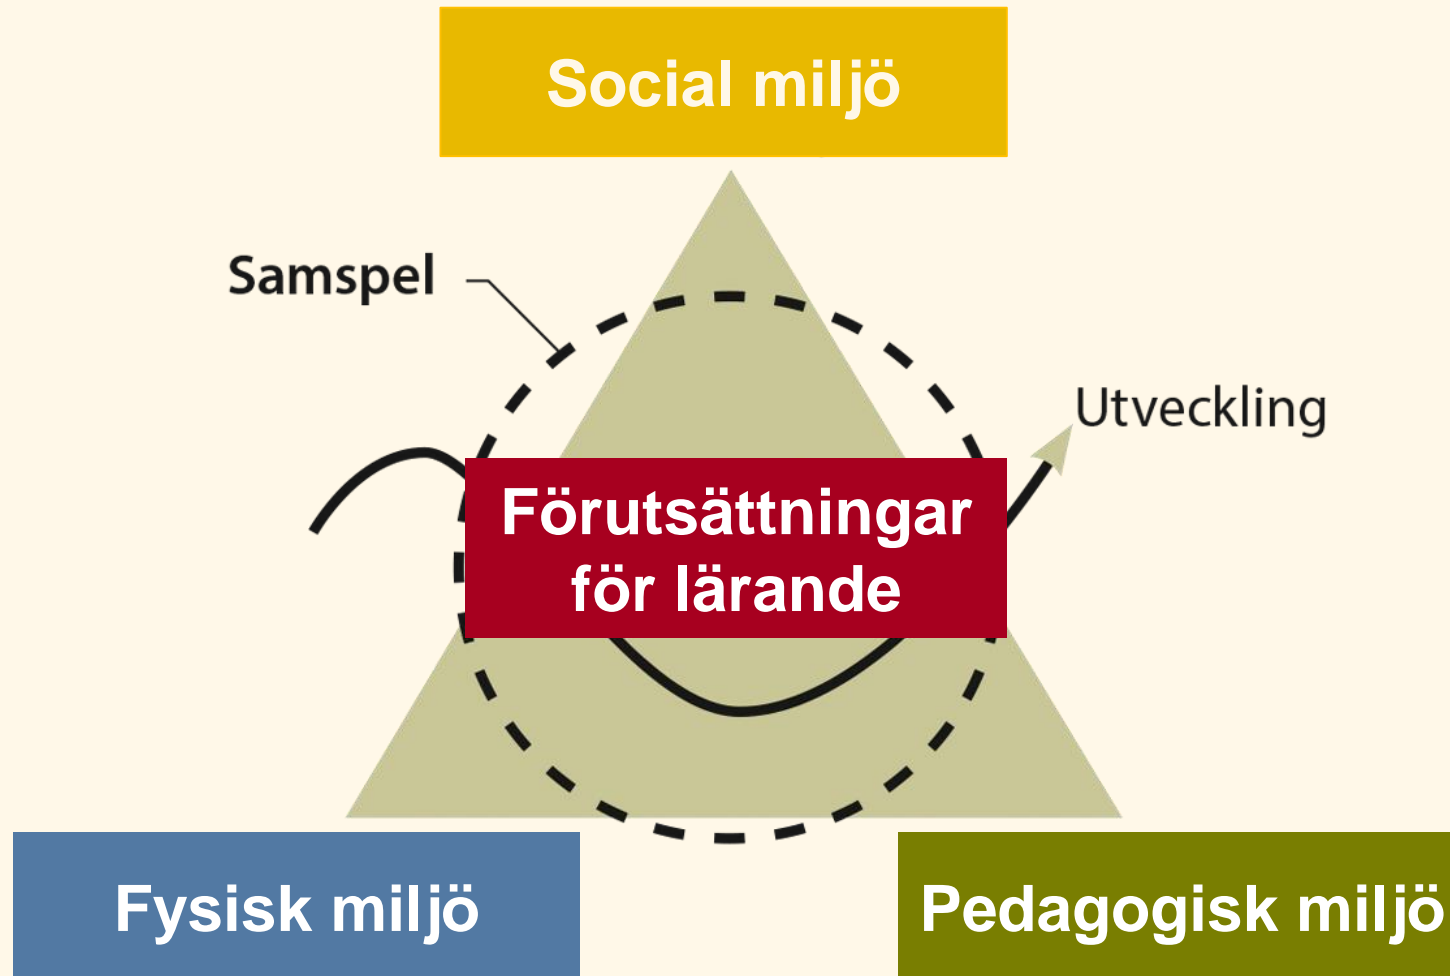 Social miljö
Samspel
Utveckling
Förutsättningar
för lärande
Fysisk miljö
Pedagogisk miljö